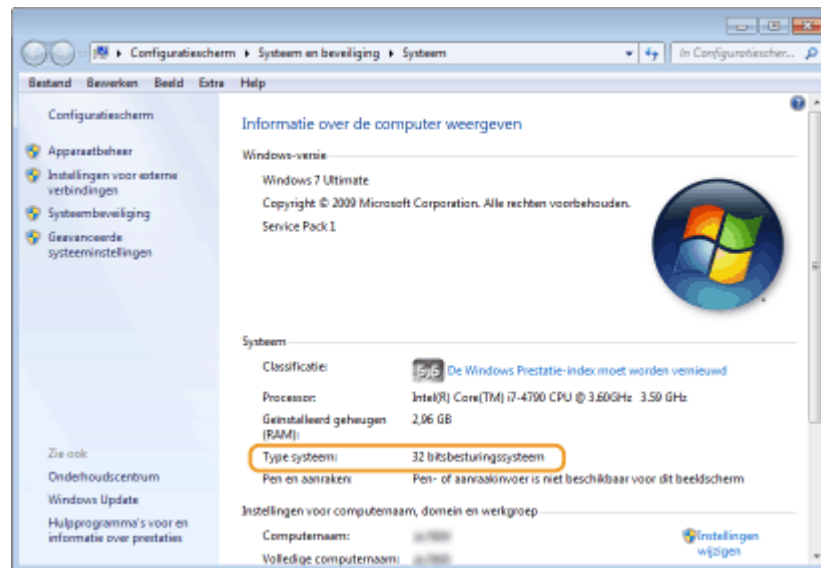 Configuratiescherm ▸ Systeem en beveiliging ▸ Systeem
In Configuratiescher...
Bestand Bewerken Beeld Extra Help
Configuratiescherm
Apparaatbeheer
Instellingen voor externe
verbindingen
Systeembeveiliging
Geavanceerde
systeeminstellingen
Zie ook
Onderhoudscentrum
Windows Update
Hulpprogramma's voor en
informatie over prestaties
Informatie over de computer weergeven
Windows-versie
Windows 7 Ultimate
Copyright © 2009 Microsoft Corporation. Alle rechten voorbehouden.
Service Pack 1
Systeem
Classificatie: 5,6 De Windows Prestatie-index moet worden vernieuwd
Processor: Intel(R) Core(TM) i7-4790 CPU @ 3.60GHz 3.59 GHz
Geïnstalleerd geheugen 2,96 GB
(RAM):
Type systeem: 32 bitsbesturingssysteem
Pen en aanraken: Pen- of aanraakinvoer is niet beschikbaar voor dit beeldscherm
Instellingen voor computernaam, domein en werkgroep
Computernaam:
Instellingen
wijzigen
Volledige computernaam: